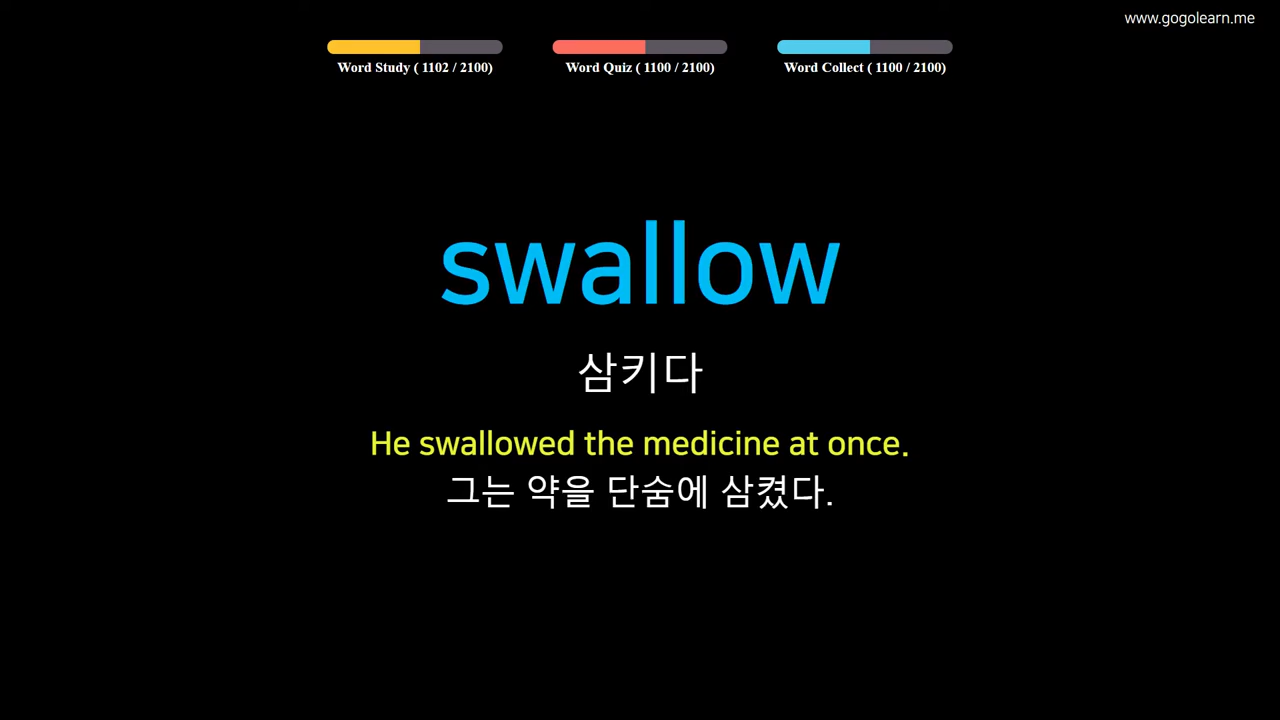 www.gogolearn.me
Word Study ( 1102 / 2100)
Word Quiz ( 1100 / 2100)
Word Collect ( 1100 / 2100)
swallow
삼키다
He swallowed the medicine at once.
그는 약을 단숨에 삼켰다.